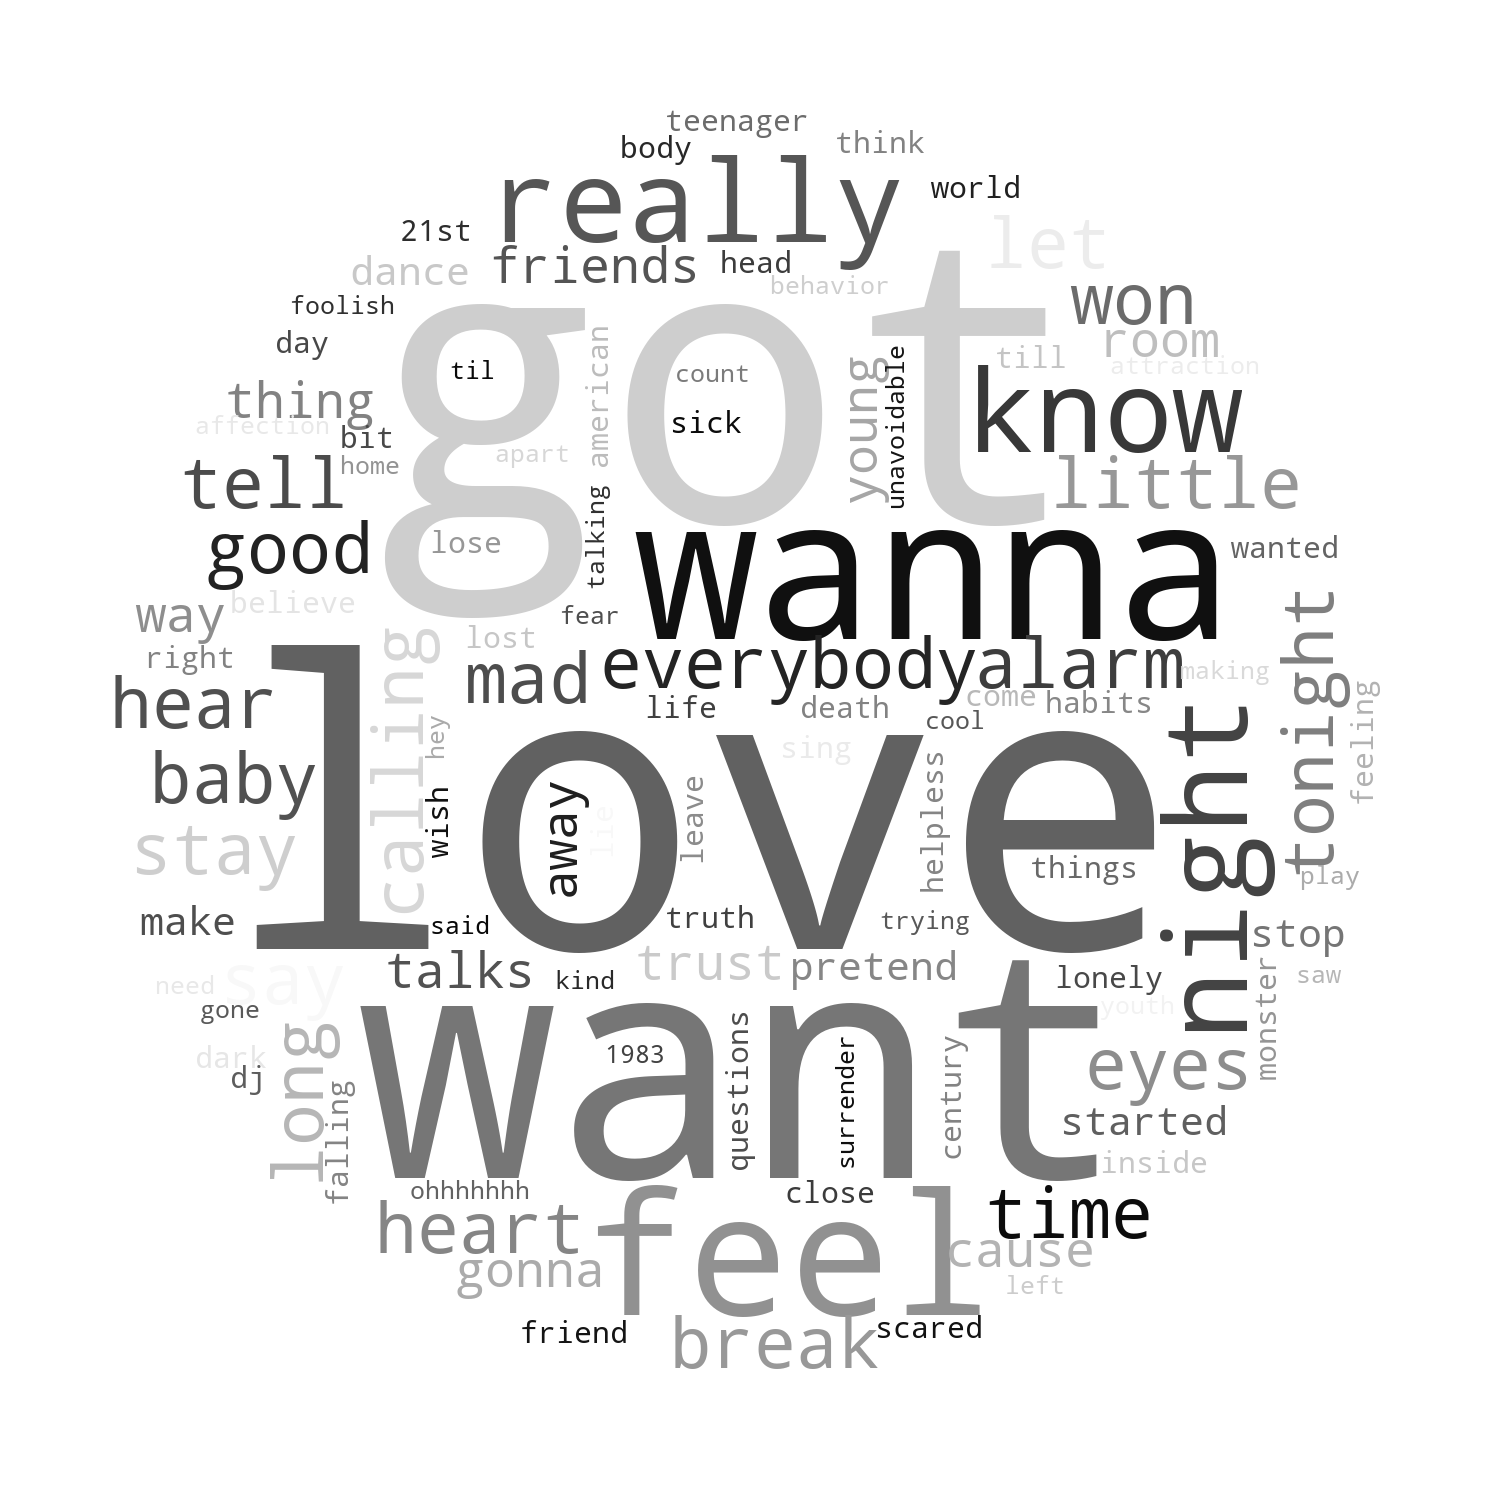 teenager
body
think
really
world
21st
let
friends
head
dance
behavior
foolish
got
won
day
american
room
til
count
young
unavoidable
till
attraction
thing
know
affection
bit
sick
home
apart
tell
little
talking
good
lose
wanna
wanted
way
believe
fear
tonight
right
calling
lost
hear
mad
everybody
alarm
making
life
death
come
habits
night
feeling
hey
love
cool
sing
baby
wish
away
lie
leave
helpless
stay
things
play
make
said
truth
trying
stop
say
talks
kind
trust
pretend
lonely
monster
saw
need
gone
want
youth
dark
dj
long
falling
1983
questions
surrender
century
eyes
started
inside
ohhhhhhh
close
heart
feel
time
gonna
cause
left
friend
break
scared